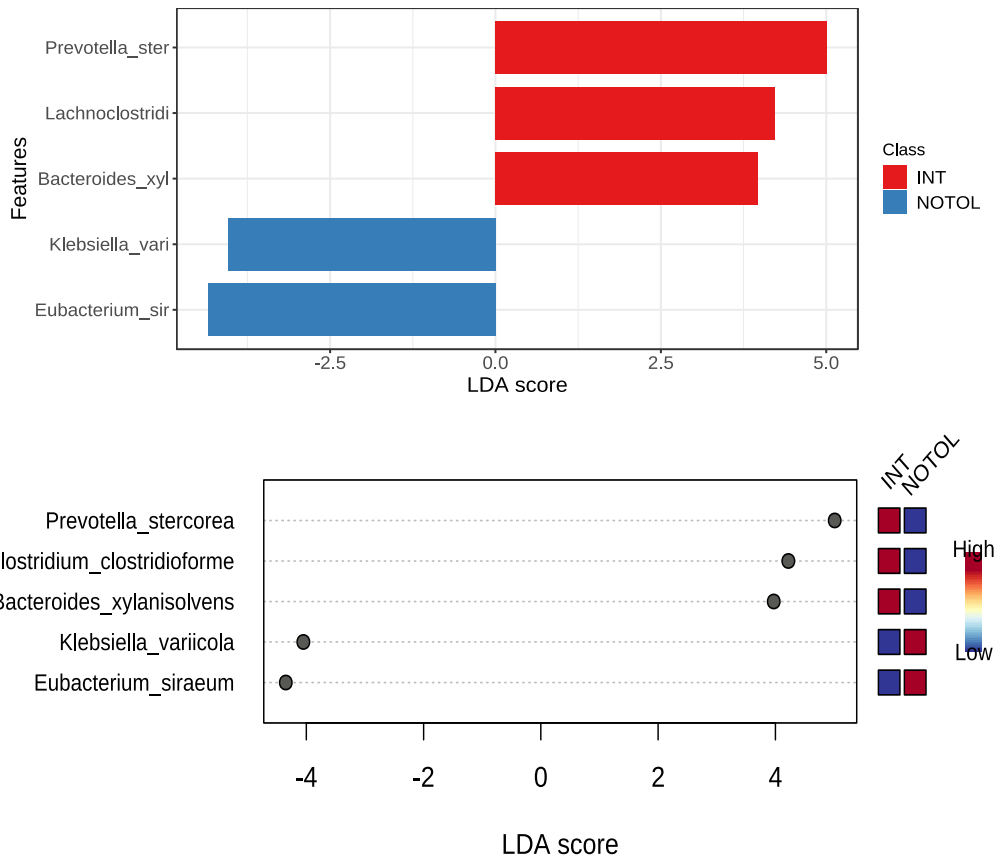 Prevotella_ster
Lachnoclostridi
Bacteroides_xyl
Klebsiella_vari
Eubacterium_sir
Features
-2.5
0.0
2.5
5.0
LDA score
Class
INT
NOTOL
INT
NOTOL
Prevotella_stercorea
lostridium_clostridioforme
Bacteroides_xylanisolvens
Klebsiella_variicola
Eubacterium_siraeum
High
Low
-4
-2
0
2
4
LDA score